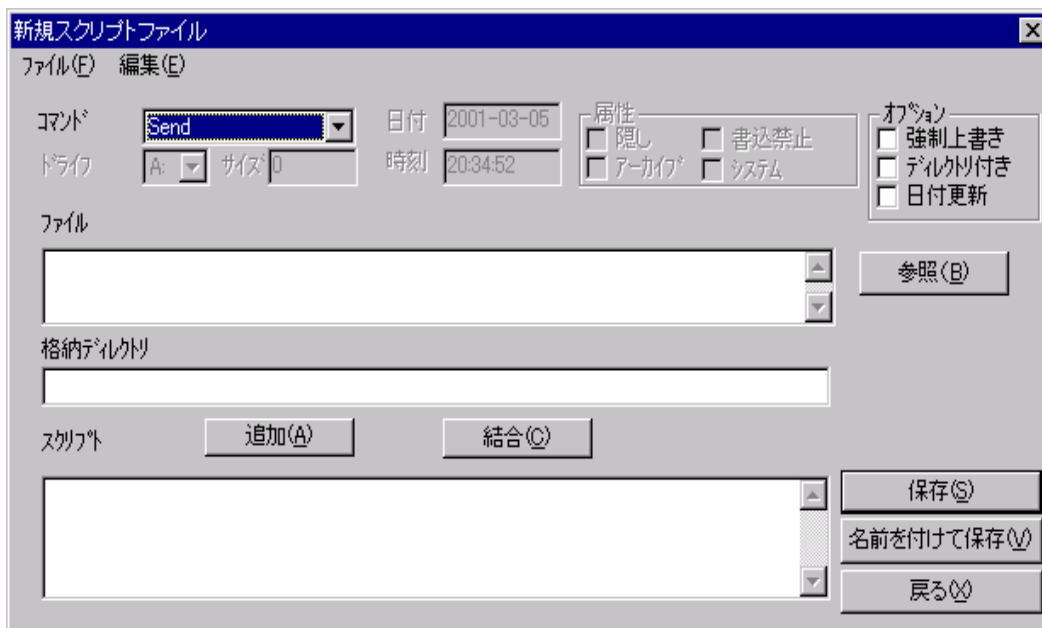 新規スクリプトファイル
ファイル(F) 編集(E)
コマンド Send 日付 2001-03-05 属性 オプション
隠し 書込禁止 強制上書き
ドライブ A: サイズ 0 時刻 20:34:52 アーカイブ システム ディレクトリ付き
日付更新
ファイル
参照(B)
格納ディレクトリ
スクリプト 追加(A) 結合(C)
保存(S)
名前を付けて保存(V)
戻る(X)